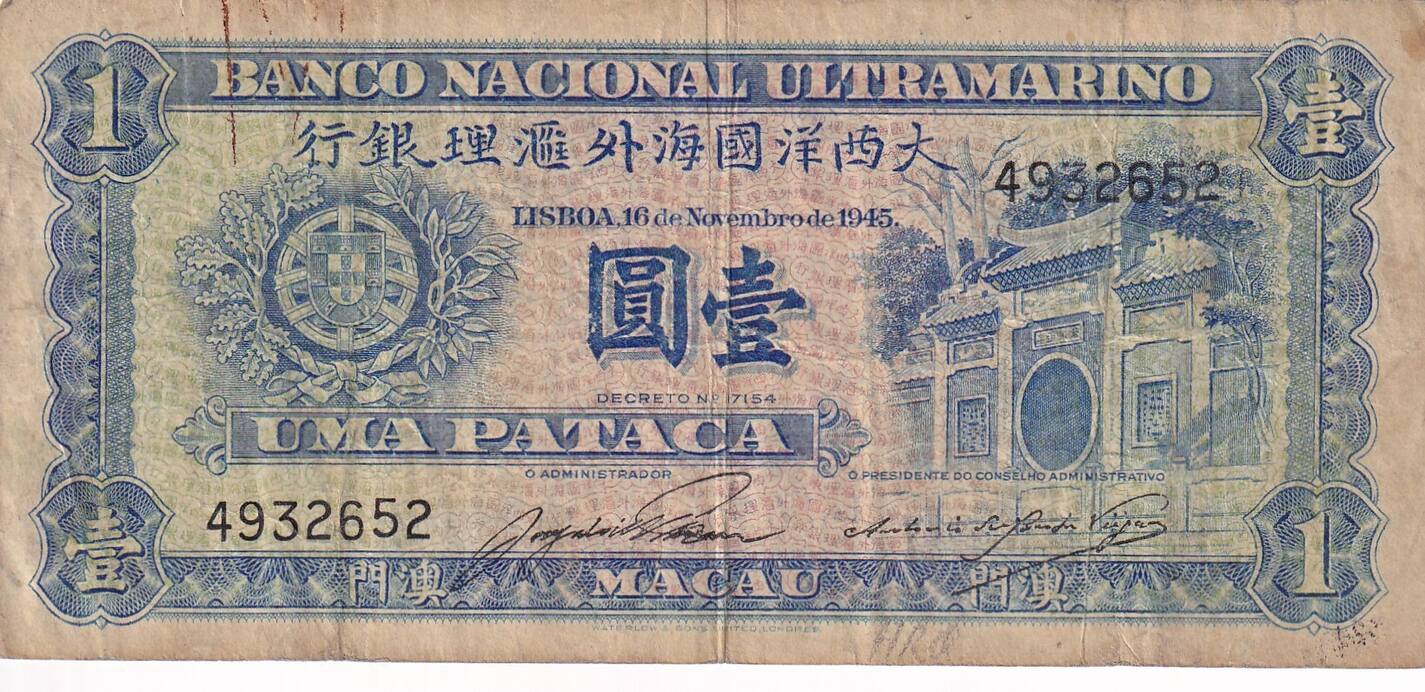 1
BANCO NACIONAL ULTRAMARINO
壹
大西洋國海外滙理銀行
4932652
LISBOA, 16 de Novembro de 1945.
壹圓
DECRETO Nº 17154
UMA PATACA
O ADMINISTRADOR
O PRESIDENTE DO CONSELHO ADMINISTRATIVO
4932652
壹
澳門
MACAU
澳門
1
WATERLOW & SONS LIMITED, LONDRES